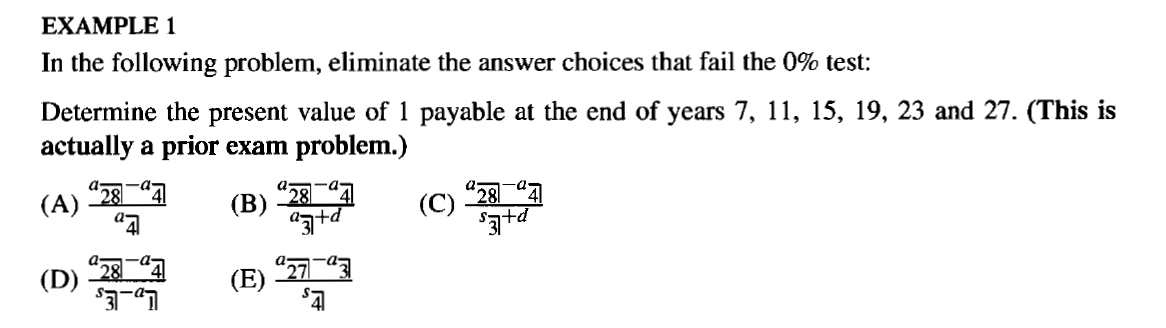 EXAMPLE 1
In the following problem, eliminate the answer choices that fail the 0% test:
Determine the present value of 1 payable at the end of years 7, 11, 15, 19, 23 and 27. (This is
actually a prior exam problem.)
(A) $\frac{a_{\overline{28}|}-a_{\overline{4}|}}{a_{\overline{4}|}}$ (B) $\frac{a_{\overline{28}|}-a_{\overline{4}|}}{a_{\overline{3}|}+d}$ (C) $\frac{a_{\overline{28}|}-a_{\overline{4}|}}{s_{\overline{3}|}+d}$
(D) $\frac{a_{\overline{28}|}-a_{\overline{4}|}}{s_{\overline{3}|}-a_{\overline{1}|}}$ (E) $\frac{a_{\overline{27}|}-a_{\overline{3}|}}{s_{\overline{4}|}}$